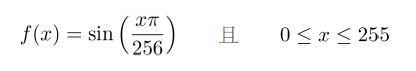 f(x) = sin(xπ/256) 且 0 ≤ x ≤ 255